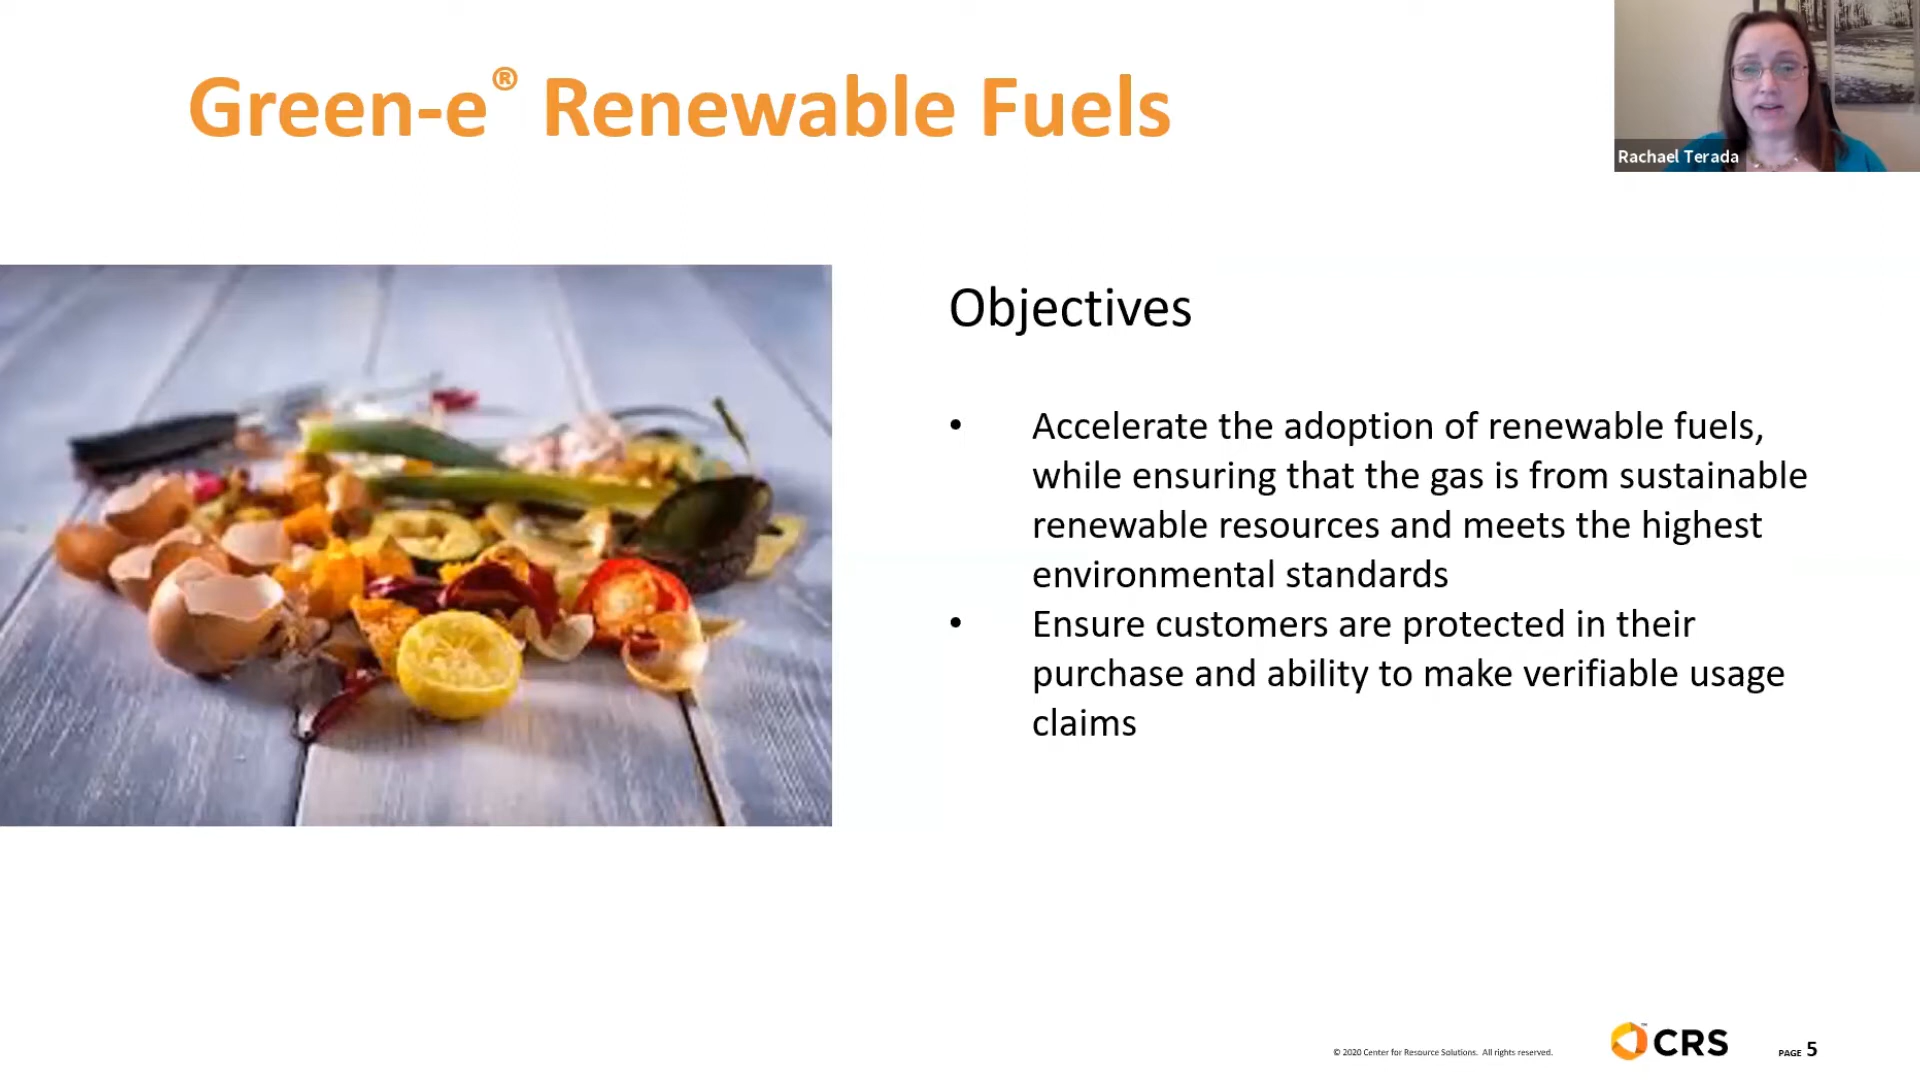 Green-e® Renewable Fuels
Rachael Terada
Objectives
• Accelerate the adoption of renewable fuels,
while ensuring that the gas is from sustainable
renewable resources and meets the highest
environmental standards
• Ensure customers are protected in their
purchase and ability to make verifiable usage
claims
© 2020 Center for Resource Solutions. All rights reserved.
™ CRS
PAGE 5